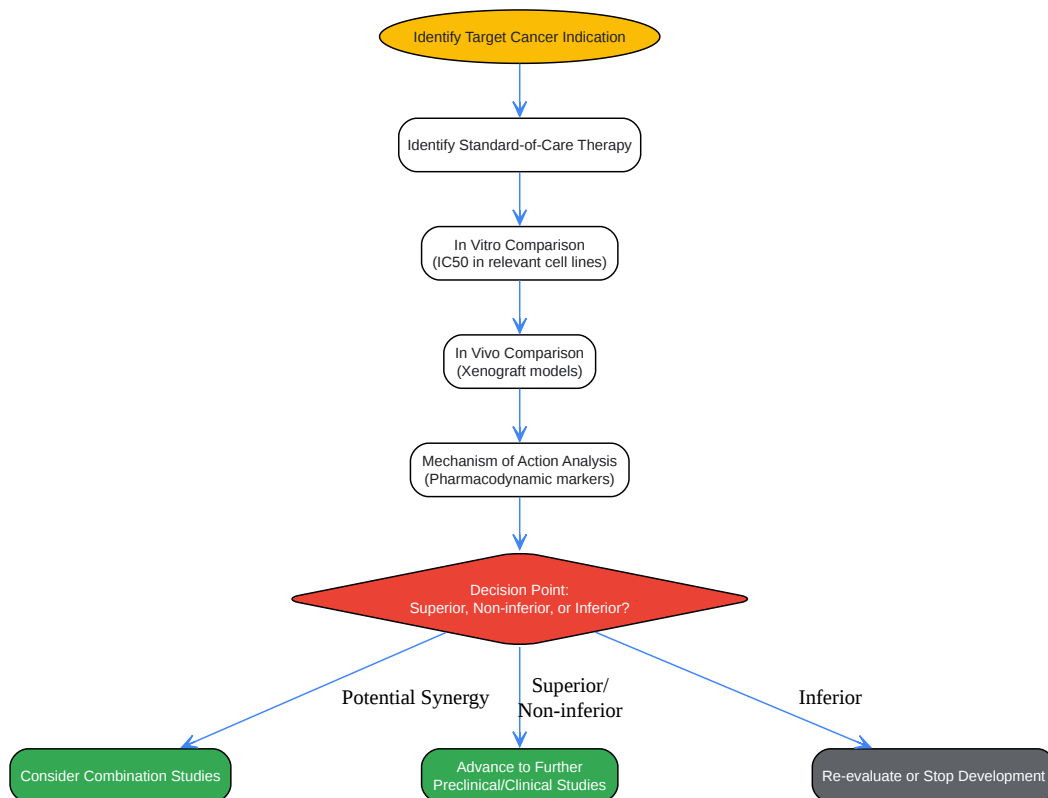 Identify Target Cancer Indication
Identify Standard-of-Care Therapy
In Vitro Comparison
(IC50 in relevant cell lines)
In Vivo Comparison
(Xenograft models)
Mechanism of Action Analysis
(Pharmacodynamic markers)
Decision Point:
Superior, Non-inferior, or Inferior?
Potential Synergy
Superior/
Non-inferior
Inferior
Consider Combination Studies
Advance to Further
Preclinical/Clinical Studies
Re-evaluate or Stop Development